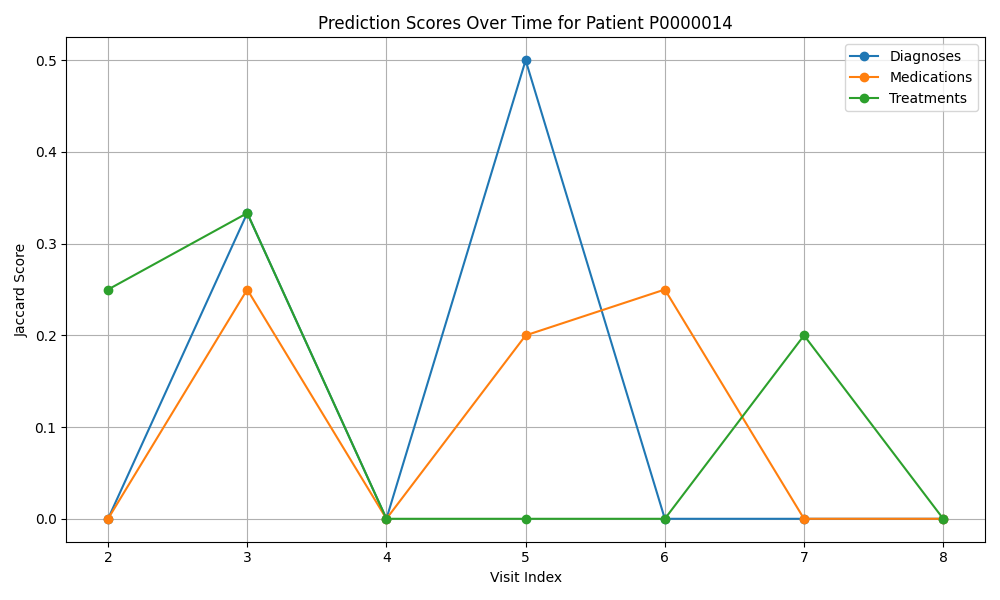 Prediction Scores Over Time for Patient P0000014
Diagnoses
Medications
Treatments
Jaccard Score
0.5
0.4
0.3
0.2
0.1
0.0
2 3 4 5 6 7 8
Visit Index